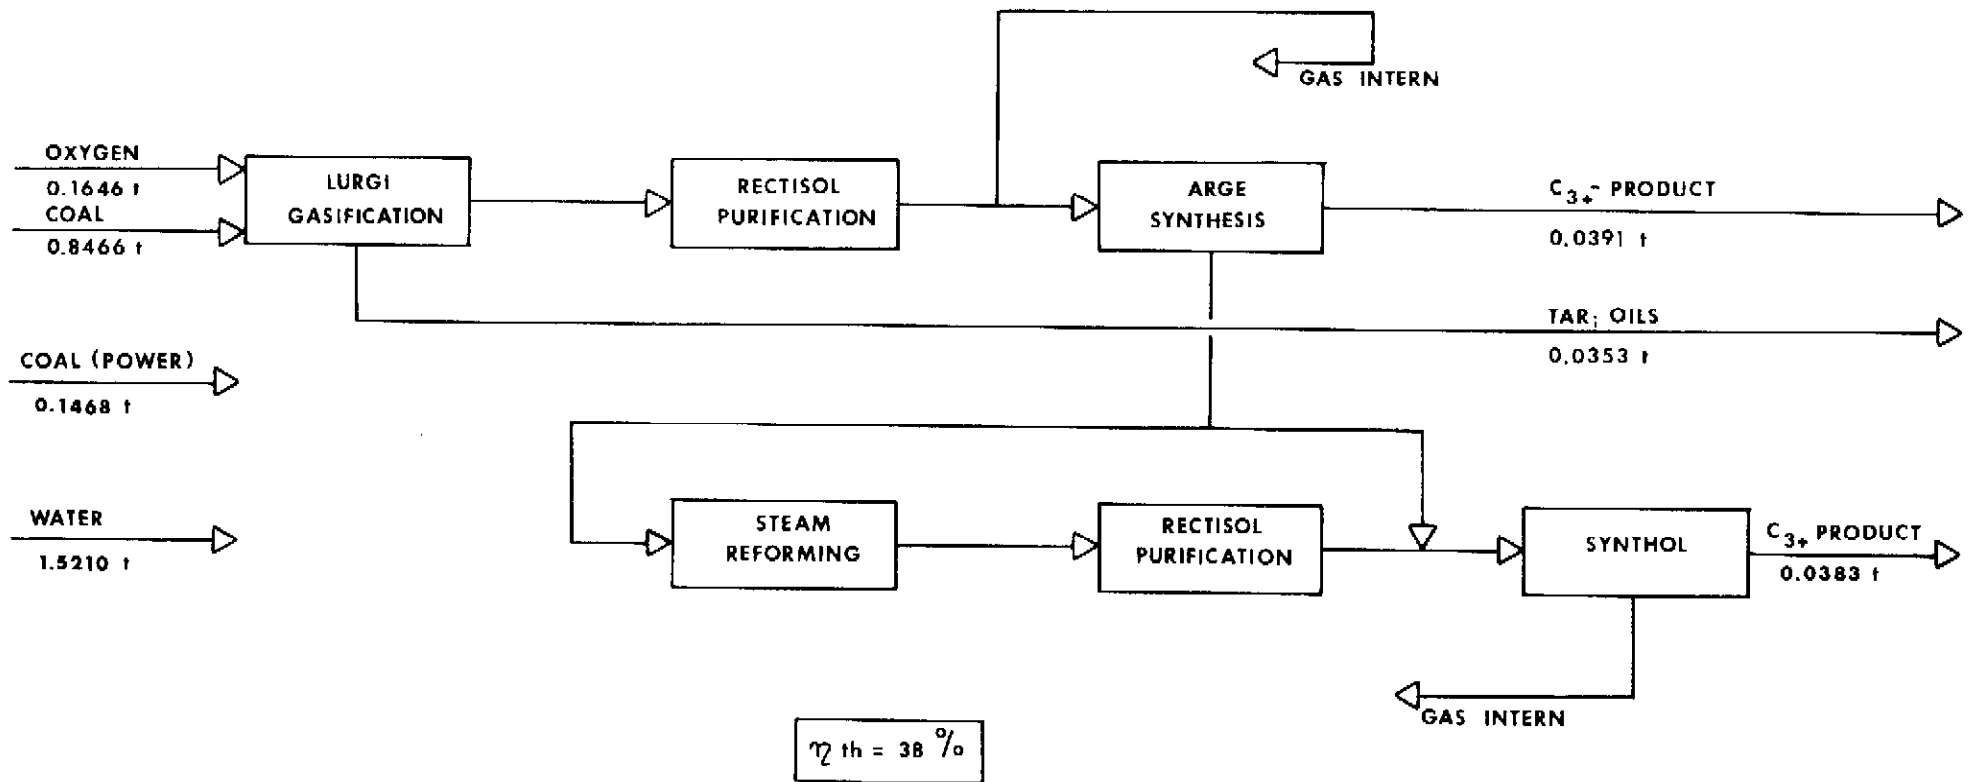 GAS INTERN
OXYGEN
0.1646 t
COAL
0.8466 t
LURGI
GASIFICATION
RECTISOL
PURIFICATION
ARGE
SYNTHESIS
C3+- PRODUCT
0.0391 t
TAR; OILS
0.0353 t
COAL (POWER)
0.1468 t
WATER
1.5210 t
STEAM
REFORMING
RECTISOL
PURIFICATION
SYNTHOL
C3+ PRODUCT
0.0383 t
GAS INTERN
η th = 38 %